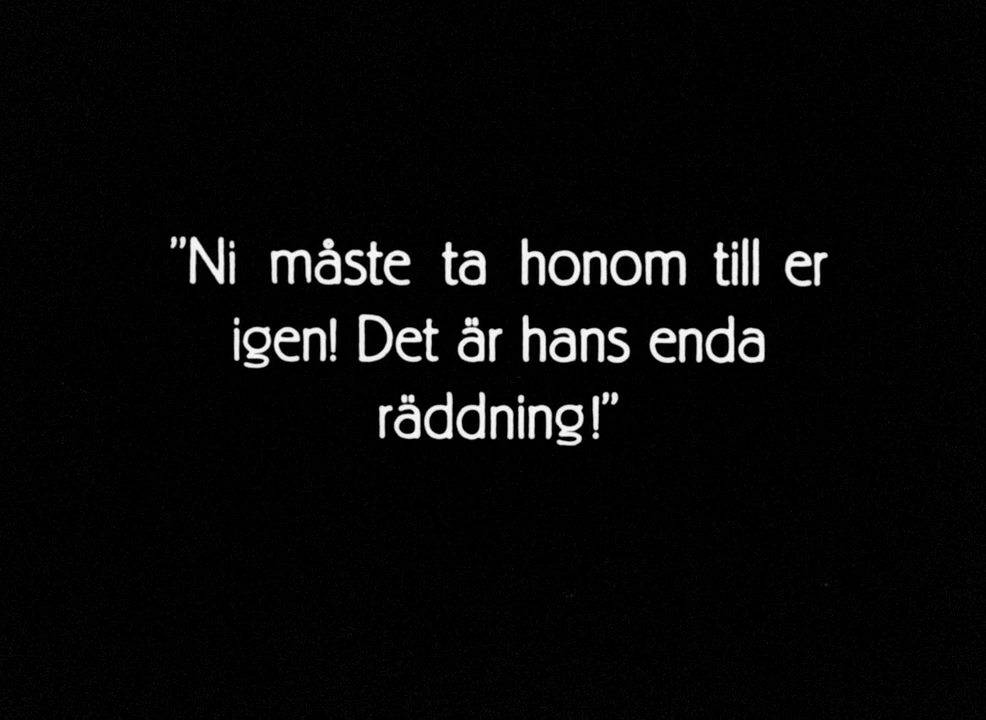 ”Ni måste ta honom till er
igen! Det är hans enda
räddning!”